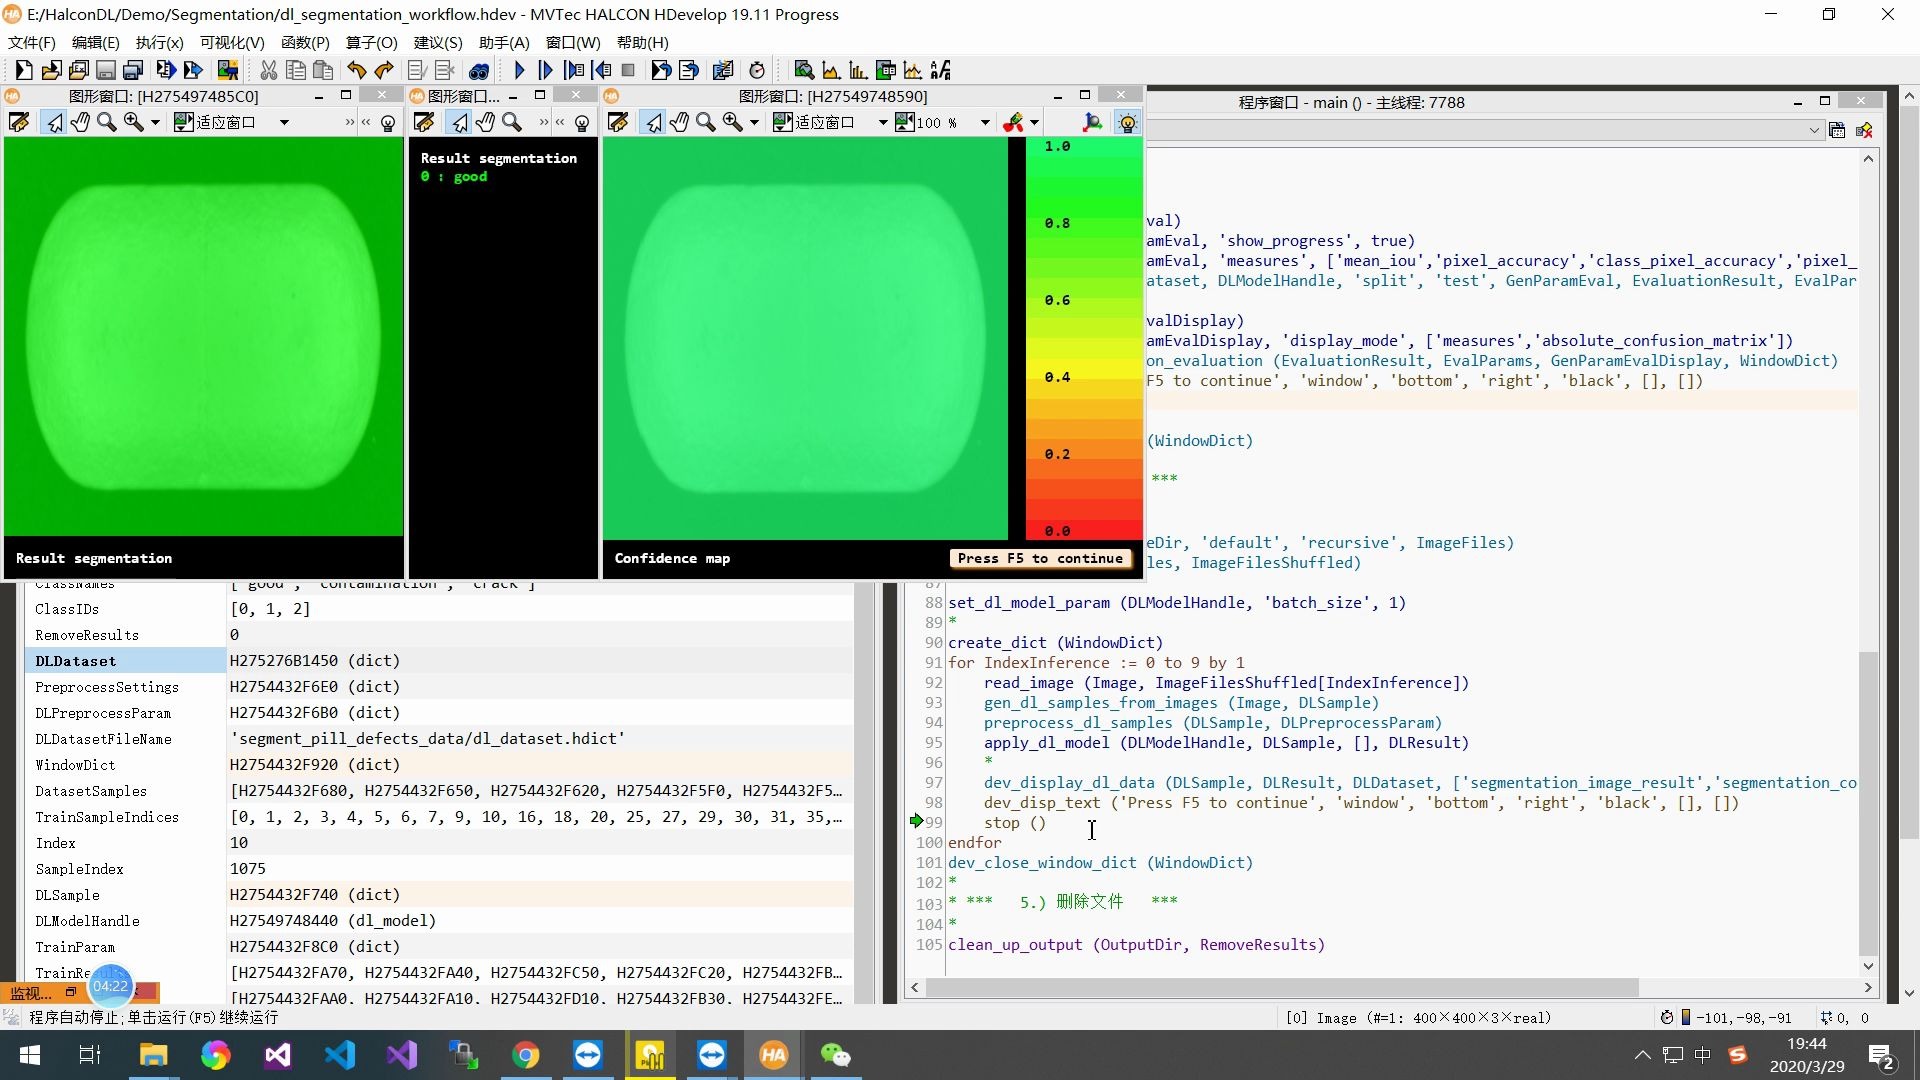 E:/HalconDL/Demo/Segmentation/dl_segmentation_workflow.hdev - MVTec HALCON HDevelop 19.11 Progress
文件(F) 编辑(E) 执行(x) 可视化(V) 函数(P) 算子(O) 建议(S) 助手(A) 窗口(W) 帮助(H)
图形窗口: [H275497485C0]
图形窗口...
图形窗口: [H27549748590]
程序窗口 - main () - 主线程: 7788
适应窗口
适应窗口
100 %
Result segmentation
0 : good
Result segmentation
1.0
0.8
0.6
0.4
0.2
0.0
Confidence map
Press F5 to continue
val)
amEval, 'show_progress', true)
amEval, 'measures', ['mean_iou','pixel_accuracy','class_pixel_accuracy','pixel_
ataset, DLModelHandle, 'split', 'test', GenParamEval, EvaluationResult, EvalPar
valDisplay)
amEvalDisplay, 'display_mode', ['measures','absolute_confusion_matrix'])
on_evaluation (EvaluationResult, EvalParams, GenParamEvalDisplay, WindowDict)
F5 to continue', 'window', 'bottom', 'right', 'black', [], [])
(WindowDict)
***
eDir, 'default', 'recursive', ImageFiles)
les, ImageFilesShuffled)
87
88 set_dl_model_param (DLModelHandle, 'batch_size', 1)
89 *
90 create_dict (WindowDict)
91 for IndexInference := 0 to 9 by 1
92 read_image (Image, ImageFilesShuffled[IndexInference])
93 gen_dl_samples_from_images (Image, DLSample)
94 preprocess_dl_samples (DLSample, DLPreprocessParam)
95 apply_dl_model (DLModelHandle, DLSample, [], DLResult)
96 *
97 dev_display_dl_data (DLSample, DLResult, DLDataset, ['segmentation_image_result','segmentation_co
98 dev_disp_text ('Press F5 to continue', 'window', 'bottom', 'right', 'black', [], [])
99 stop ()
100 endfor
101 dev_close_window_dict (WindowDict)
102 *
103 * *** 5.) 删除文件 ***
104 *
105 clean_up_output (OutputDir, RemoveResults)
ClassNames ['good', 'contamination', 'crack']
ClassIDs [0, 1, 2]
RemoveResults 0
DLDataset H275276B1450 (dict)
PreprocessSettings H2754432F6E0 (dict)
DLPreprocessParam H2754432F6B0 (dict)
DLDatasetFileName 'segment_pill_defects_data/dl_dataset.hdict'
WindowDict H2754432F920 (dict)
DatasetSamples [H2754432F680, H2754432F650, H2754432F620, H2754432F5F0, H2754432F5...
TrainSampleIndices [0, 1, 2, 3, 4, 5, 6, 7, 9, 10, 16, 18, 20, 25, 27, 29, 30, 31, 35,...
Index 10
SampleIndex 1075
DLSample H2754432F740 (dict)
DLModelHandle H27549748440 (dl_model)
TrainParam H2754432F8C0 (dict)
TrainRe [H2754432FA70, H2754432FA40, H2754432FC50, H2754432FC20, H2754432FB...
[H2754432FAA0, H2754432FA10, H2754432FD10, H2754432FB30, H2754432FE...
监视...
04:22
程序自动停止;单击运行(F5)继续运行
[0] Image (#=1: 400×400×3×real)
-101,-98,-91
0, 0
中
19:44
2020/3/29
2